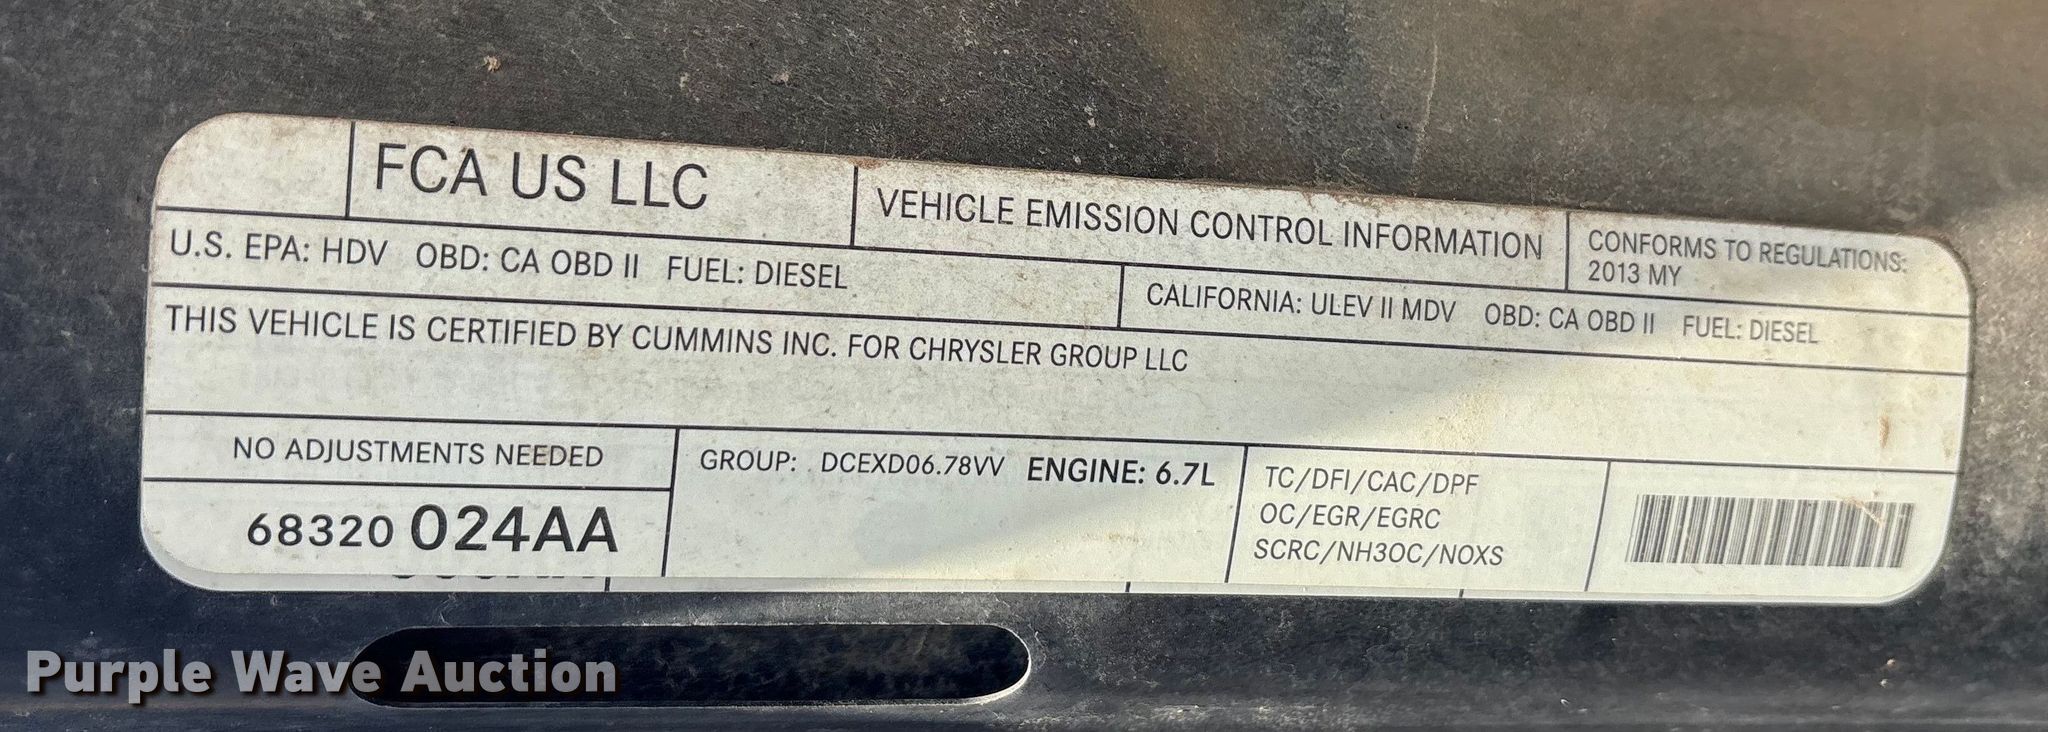 FCA US LLC
VEHICLE EMISSION CONTROL INFORMATION
CONFORMS TO REGULATIONS:
2013 MY
U.S. EPA: HDV OBD: CA OBD II FUEL: DIESEL
CALIFORNIA: ULEV II MDV OBD: CA OBD II FUEL: DIESEL
THIS VEHICLE IS CERTIFIED BY CUMMINS INC. FOR CHRYSLER GROUP LLC
NO ADJUSTMENTS NEEDED
68320 024AA
GROUP: DCEXD06.78VV ENGINE: 6.7L
TC/DFI/CAC/DPF
OC/EGR/EGRC
SCRC/NH3OC/NOXS
Purple Wave Auction